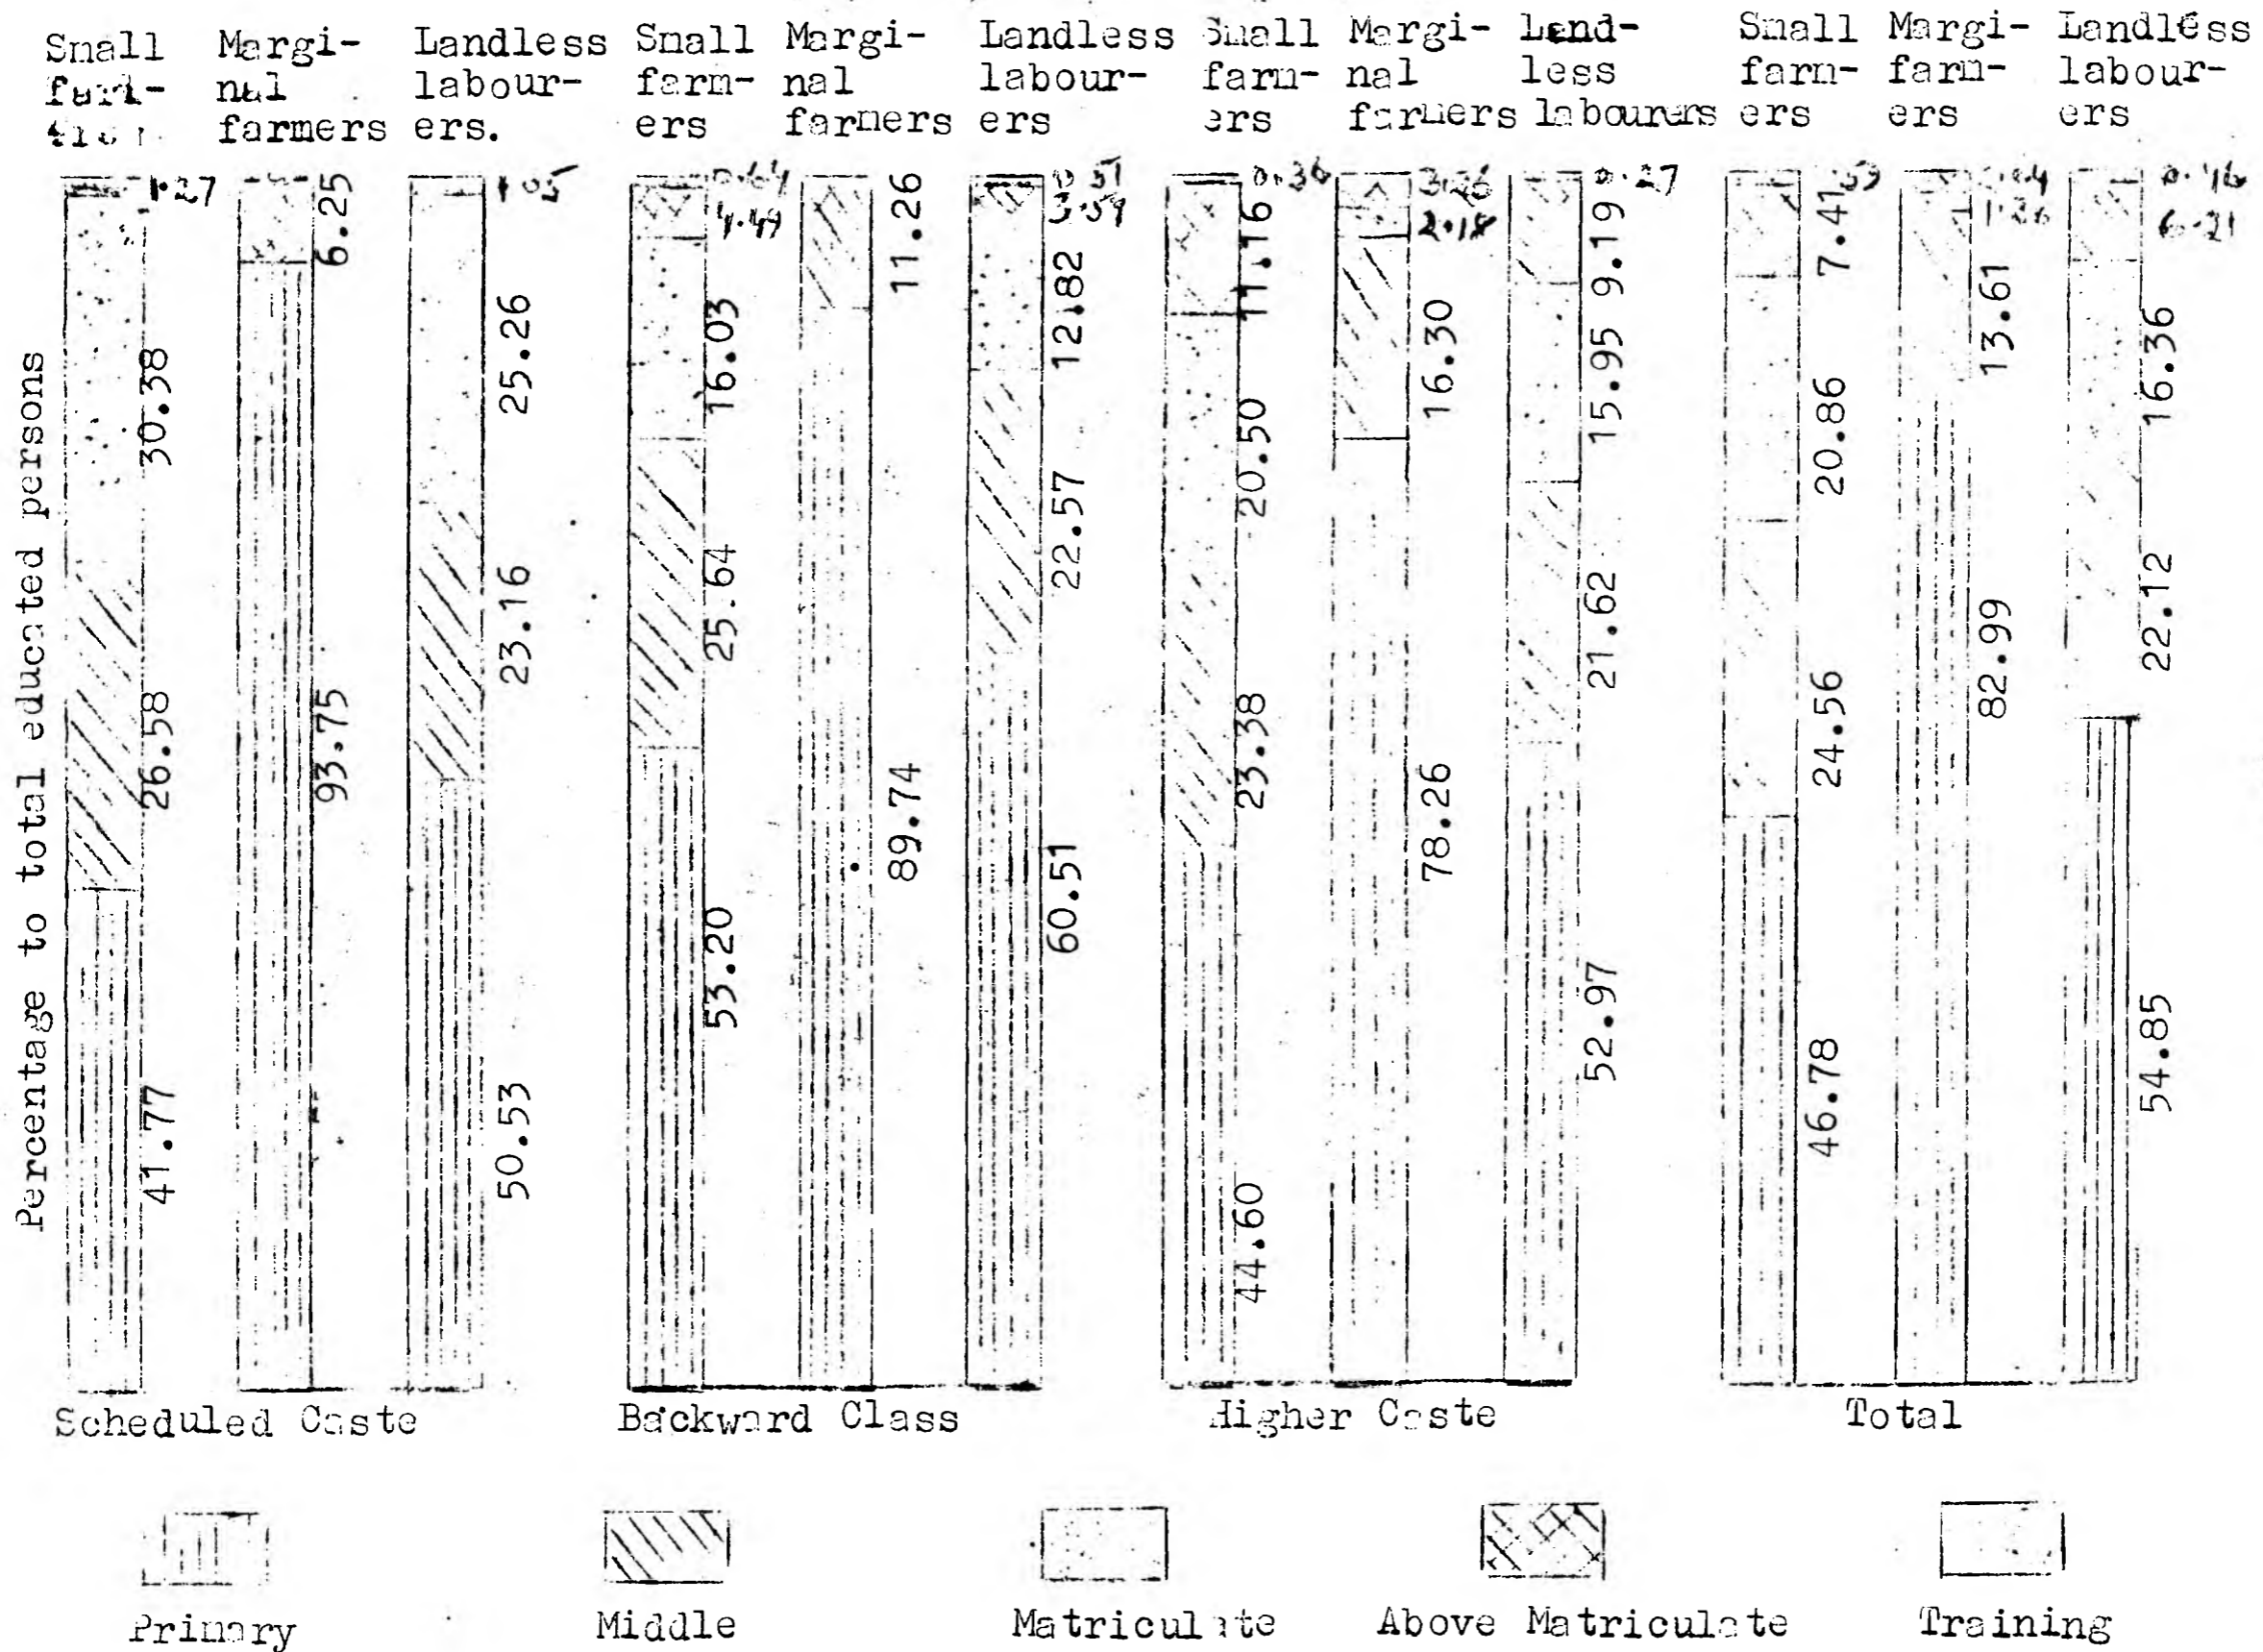 Small farm-
Margi- nal farmers
Landless labour- ers.
Small farm- ers
Margi- nal farmers
Landless labour- ers
Small farm- ers
Margi- nal farmers
Land- less labourers
Small farm- ers
Margi- farm- ers
Landless labour- ers
Percentage to total educated persons
1.27
30.38
26.58
41.77
6.25
93.75
1.05
25.26
23.16
50.53
0.64
4.49
16.03
25.64
53.20
11.26
89.74
0.51
3.59
12.82
22.57
60.51
0.36
11.16
20.50
23.38
44.60
3.26
2.18
16.30
78.26
0.27
9.19
15.95
21.62
52.97
7.41
20.86
24.56
46.78
13.61
82.99
0.46
6.21
16.36
22.12
54.85
Scheduled Caste
Backward Class
Higher Caste
Total
Primary
Middle
Matriculate
Above Matriculate
Training